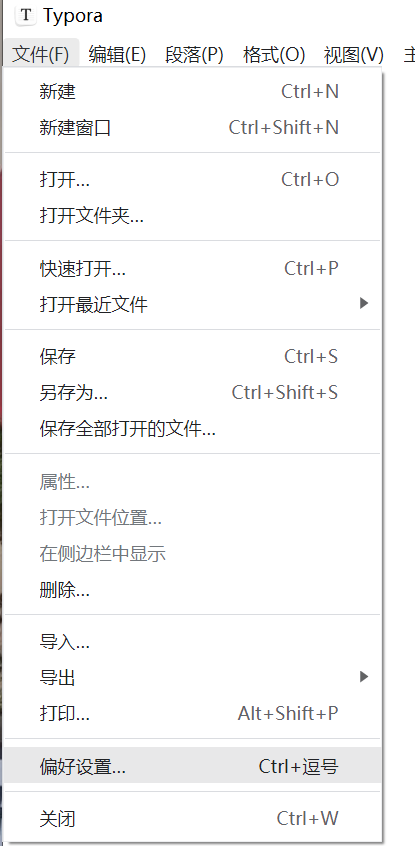 Typora
文件(F) 编辑(E) 段落(P) 格式(O) 视图(V)
新建 Ctrl+N
新建窗口 Ctrl+Shift+N
打开... Ctrl+O
打开文件夹...
快速打开... Ctrl+P
打开最近文件
保存 Ctrl+S
另存为... Ctrl+Shift+S
保存全部打开的文件...
属性...
打开文件位置...
在侧边栏中显示
删除...
导入...
导出
打印... Alt+Shift+P
偏好设置... Ctrl+逗号
关闭 Ctrl+W